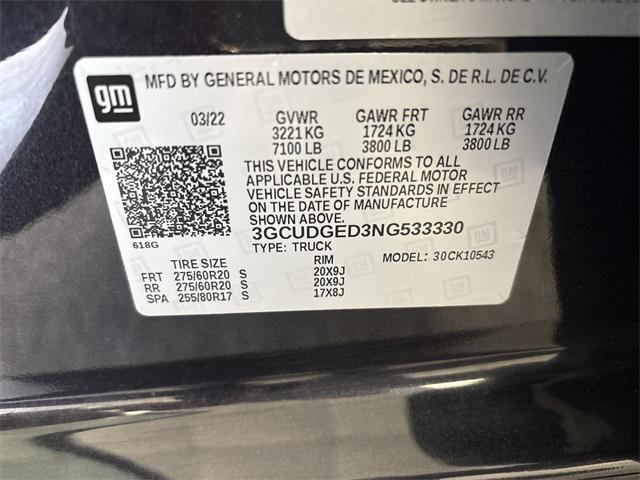 gm
MFD BY GENERAL MOTORS DE MEXICO, S. DE R.L. DE C.V.
03/22 GVWR GAWR FRT GAWR RR
3221 KG 1724 KG 1724 KG
7100 LB 3800 LB 3800 LB
THIS VEHICLE CONFORMS TO ALL
APPLICABLE U.S. FEDERAL MOTOR
VEHICLE SAFETY STANDARDS IN EFFECT
ON THE DATE OF MANUFACTURE
SHOWN ABOVE.
3GCUDGED3NG533330
618G
TYPE: TRUCK MODEL: 30CK10543
TIRE SIZE RIM
FRT 275/60R20 S 20X9J
RR 275/60R20 S 20X9J
SPA 255/80R17 S 17X8J